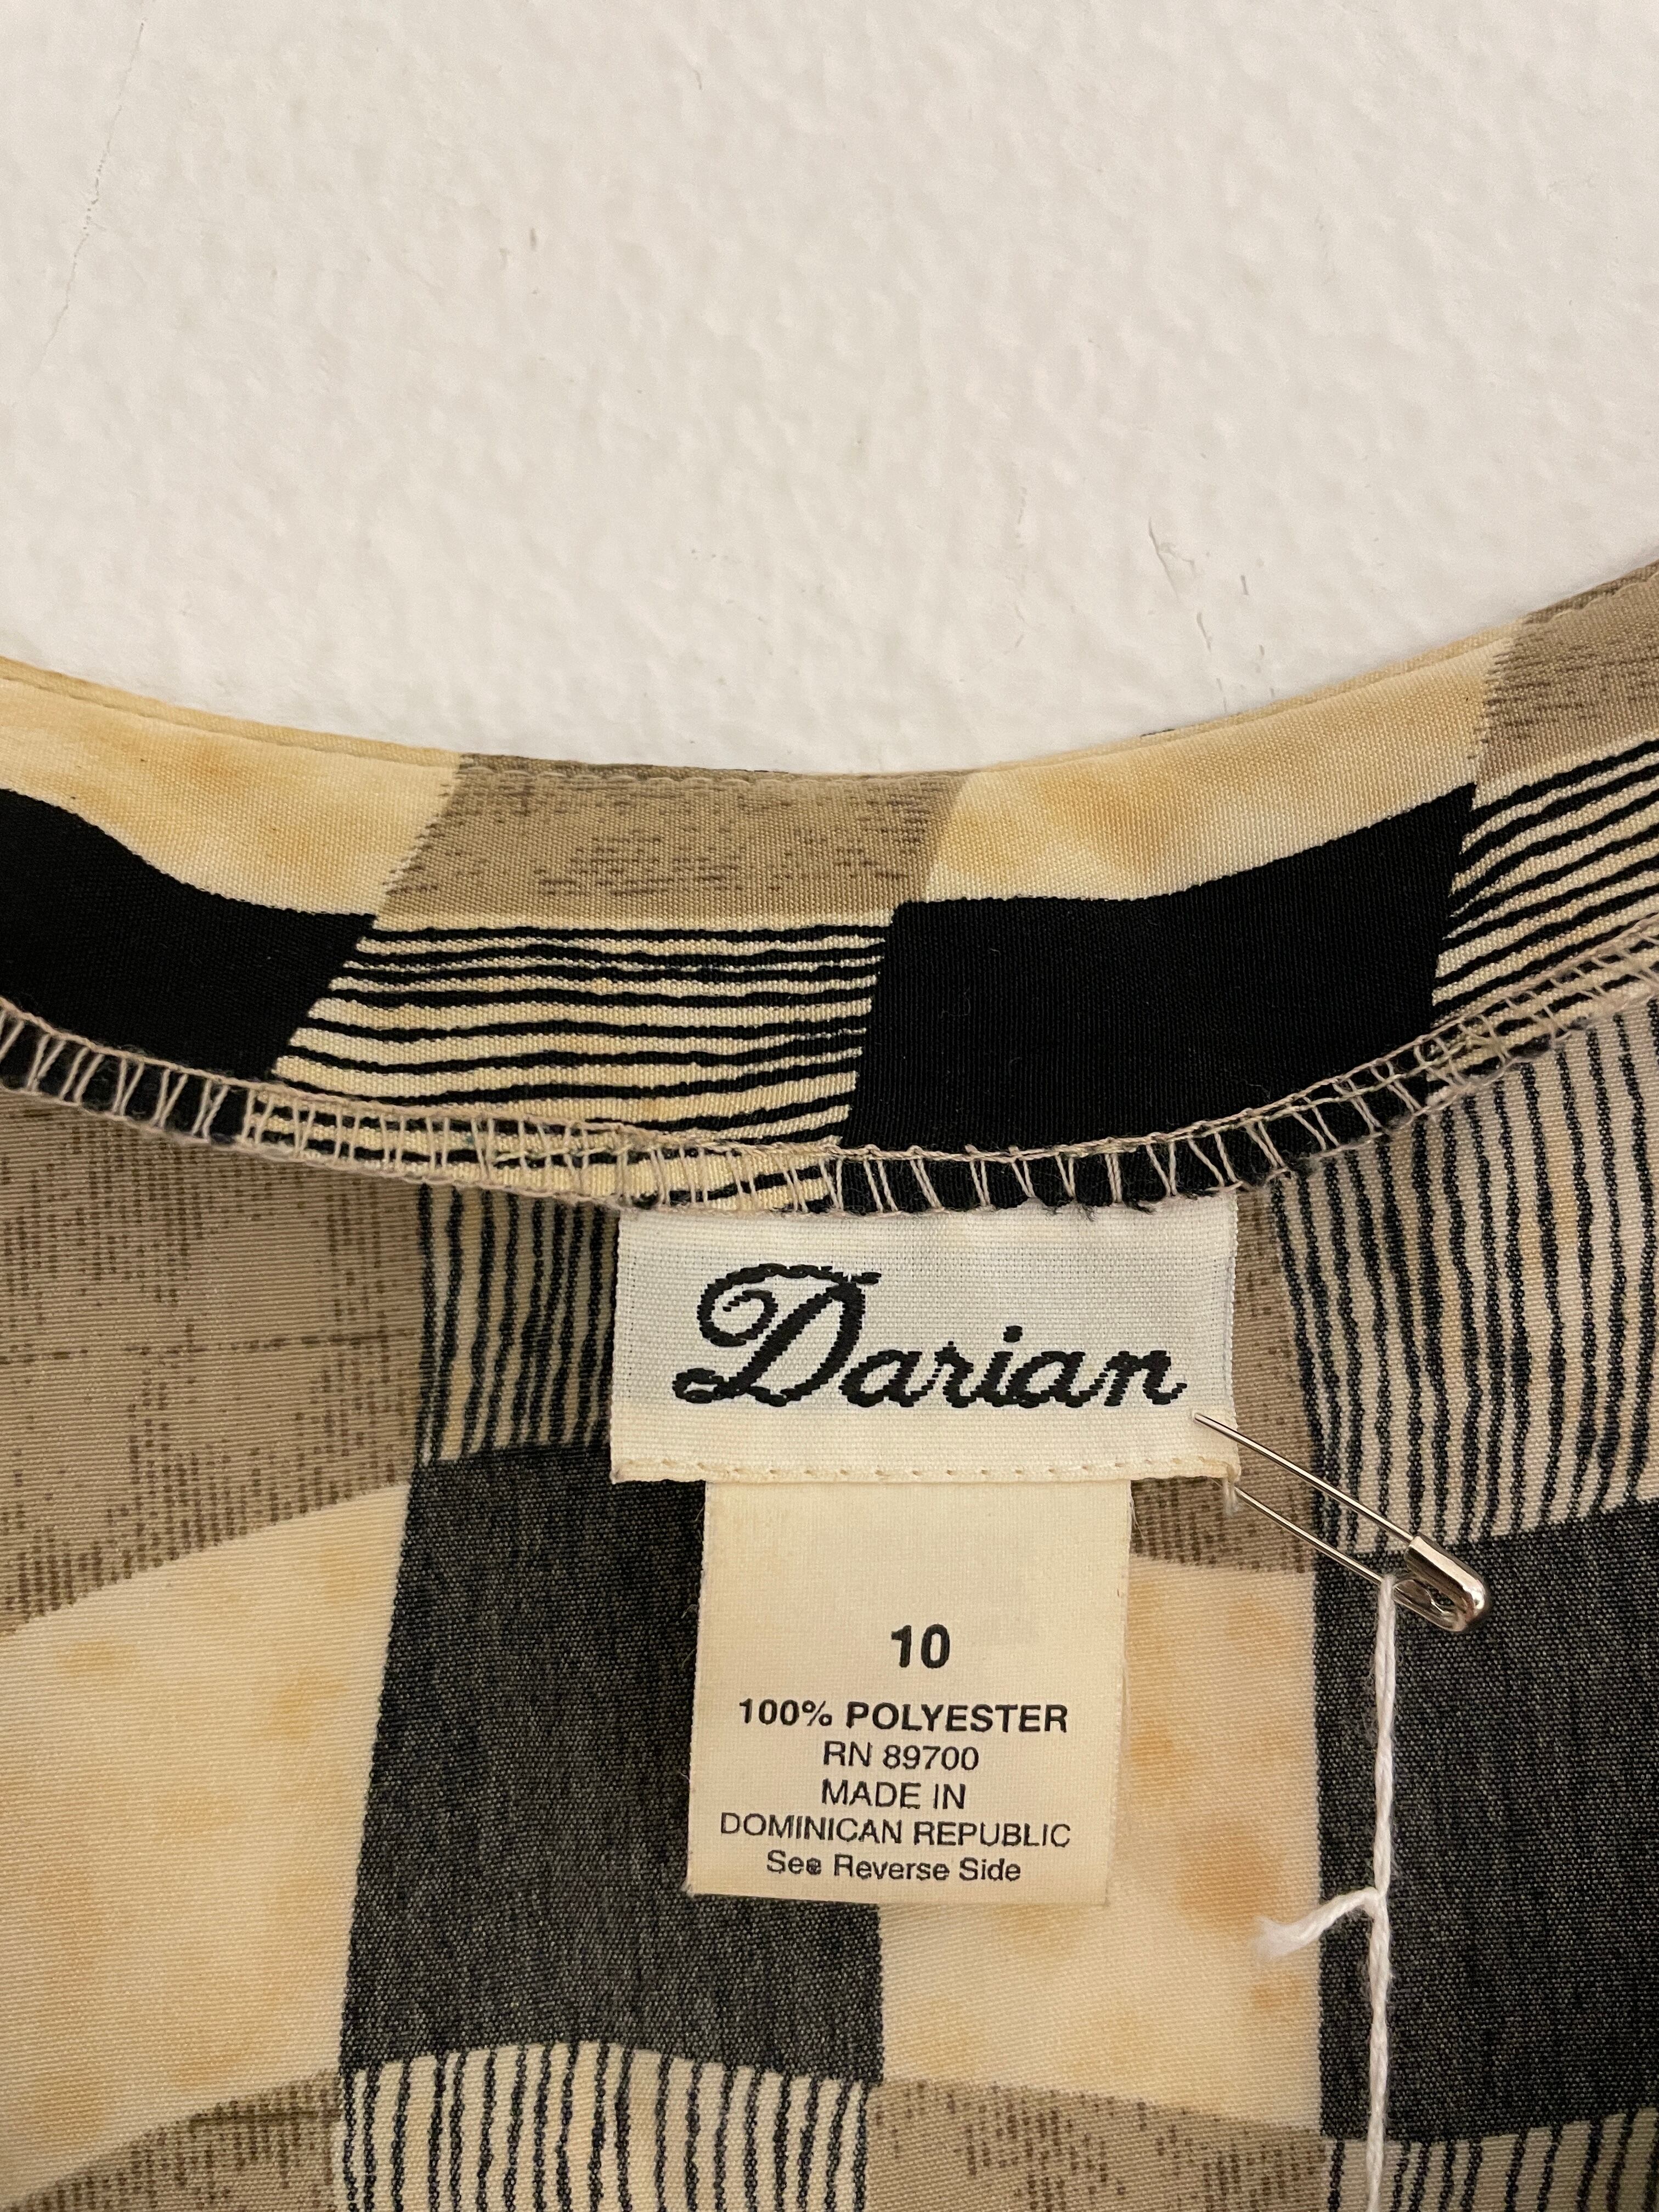 Darian
10
100% POLYESTER
RN 89700
MADE IN
DOMINICAN REPUBLIC
See Reverse Side